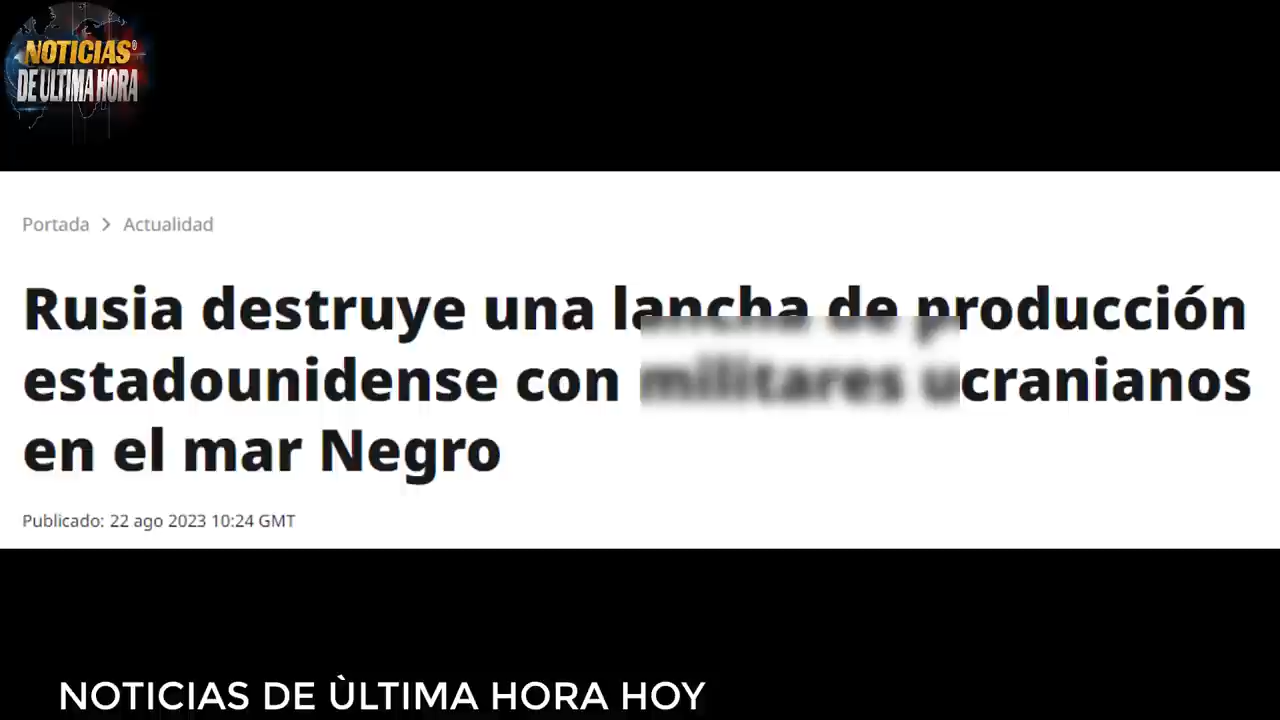 NOTICIAS®
DE ULTIMA HORA
Portada > Actualidad
Rusia destruye una lancha de producción
estadounidense con militares ucranianos
en el mar Negro
Publicado: 22 ago 2023 10:24 GMT
NOTICIAS DE ÙLTIMA HORA HOY